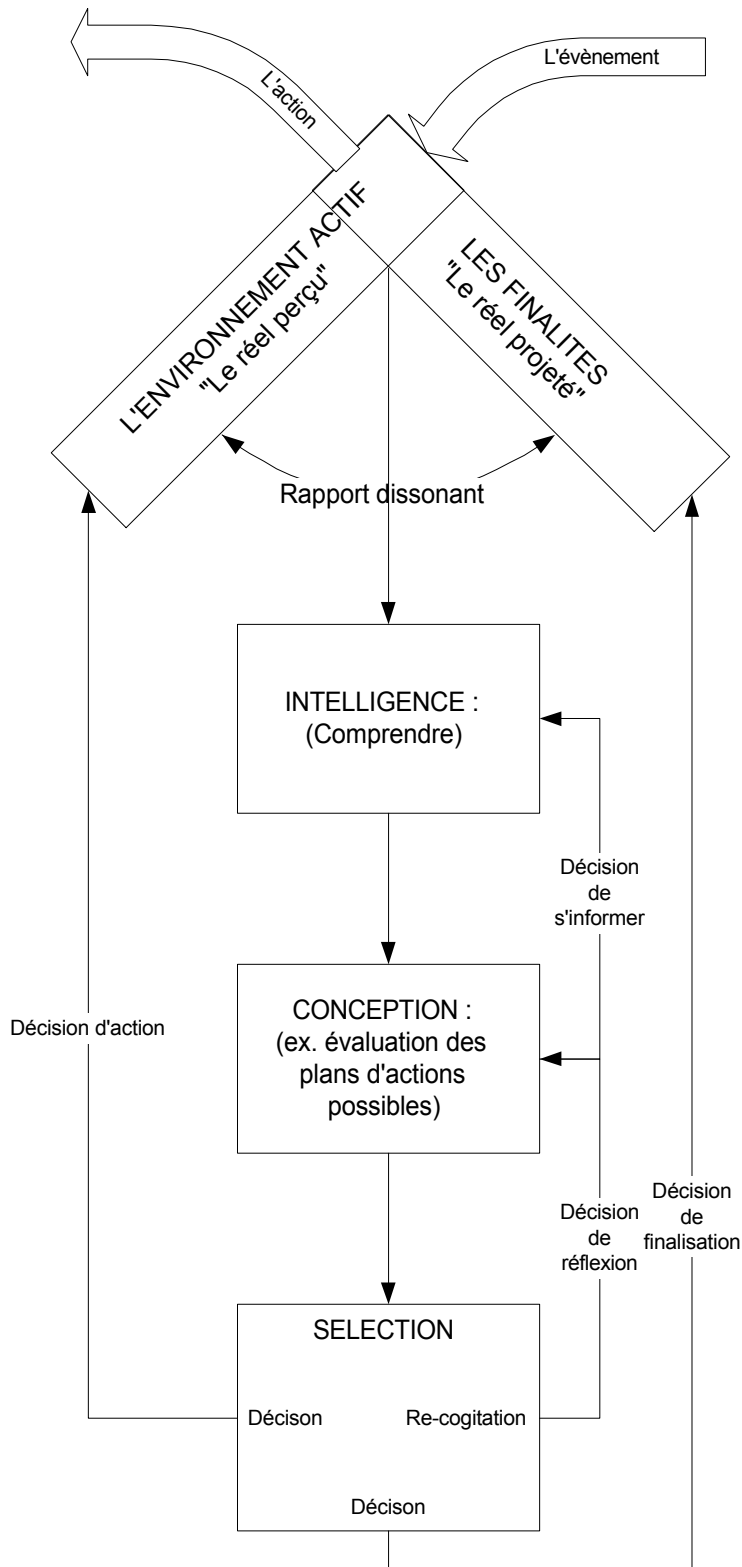 L'évènement
L'action
L'ENVIRONNEMENT ACTIF
"Le réel perçu"
LES FINALITES
"Le réel projeté"
Rapport dissonant
INTELLIGENCE :
(Comprendre)
Décision
de
s'informer
CONCEPTION :
(ex. évaluation des
plans d'actions
possibles)
Décision d'action
Décision
de
réflexion
Décision
de
finalisation
SELECTION
Décison
Re-cogitation
Décison